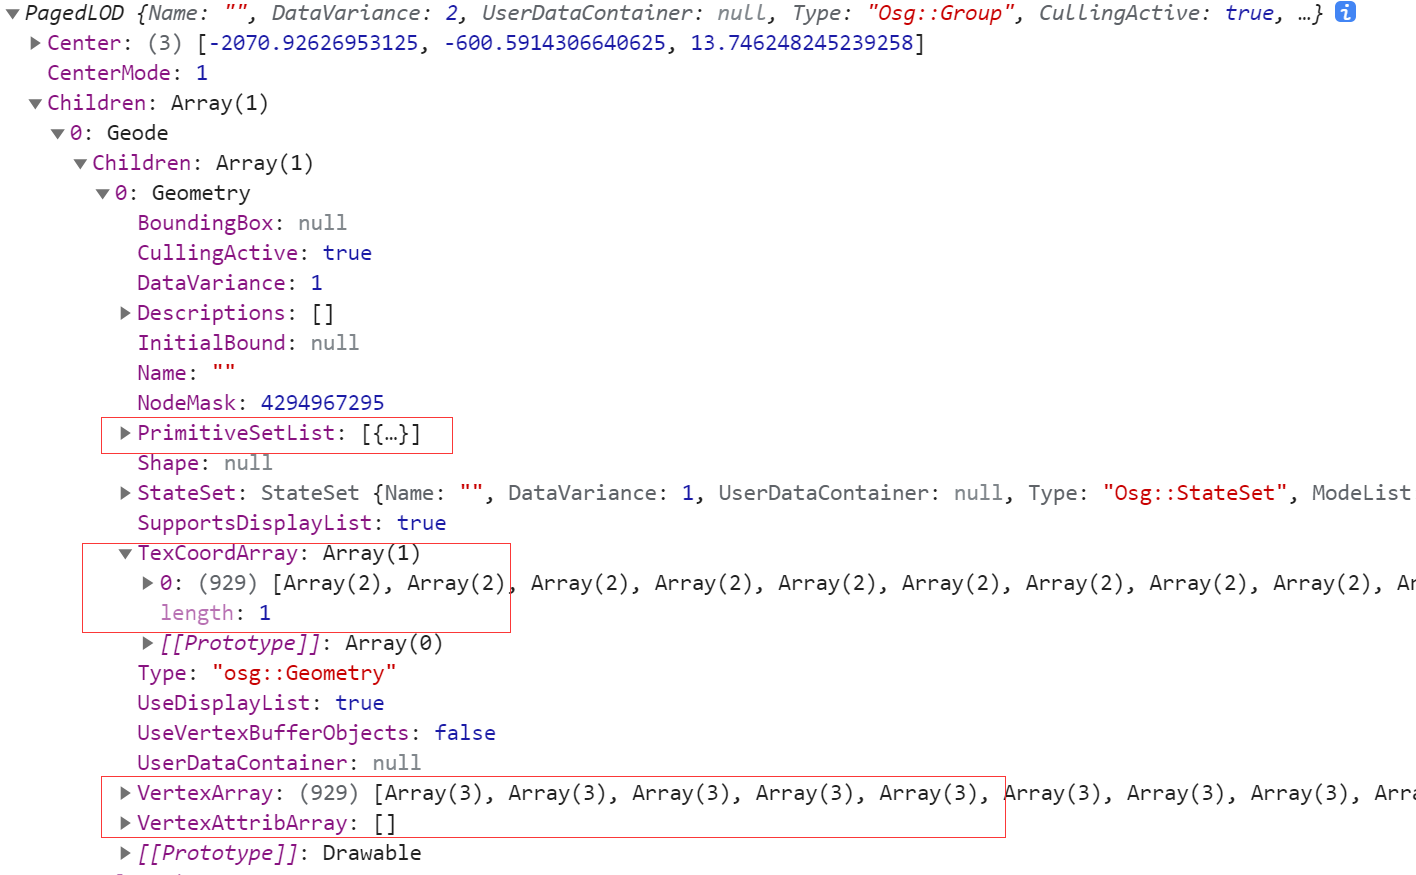 PagedLOD {Name: "", DataVariance: 2, UserDataContainer: null, Type: "Osg::Group", CullingActive: true, …} i
Center: (3) [-2070.92626953125, -600.5914306640625, 13.746248245239258]
CenterMode: 1
Children: Array(1)
0: Geode
Children: Array(1)
0: Geometry
BoundingBox: null
CullingActive: true
DataVariance: 1
Descriptions: []
InitialBound: null
Name: ""
NodeMask: 4294967295
PrimitiveSetList: [{…}]
Shape: null
StateSet: StateSet {Name: "", DataVariance: 1, UserDataContainer: null, Type: "Osg::StateSet", ModeList
SupportsDisplayList: true
TexCoordArray: Array(1)
0: (929) [Array(2), Array(2), Array(2), Array(2), Array(2), Array(2), Array(2), Array(2), Array(2), Ar
length: 1
[[Prototype]]: Array(0)
Type: "osg::Geometry"
UseDisplayList: true
UseVertexBufferObjects: false
UserDataContainer: null
VertexArray: (929) [Array(3), Array(3), Array(3), Array(3), Array(3), Array(3), Array(3), Array(3), Arra
VertexAttribArray: []
[[Prototype]]: Drawable